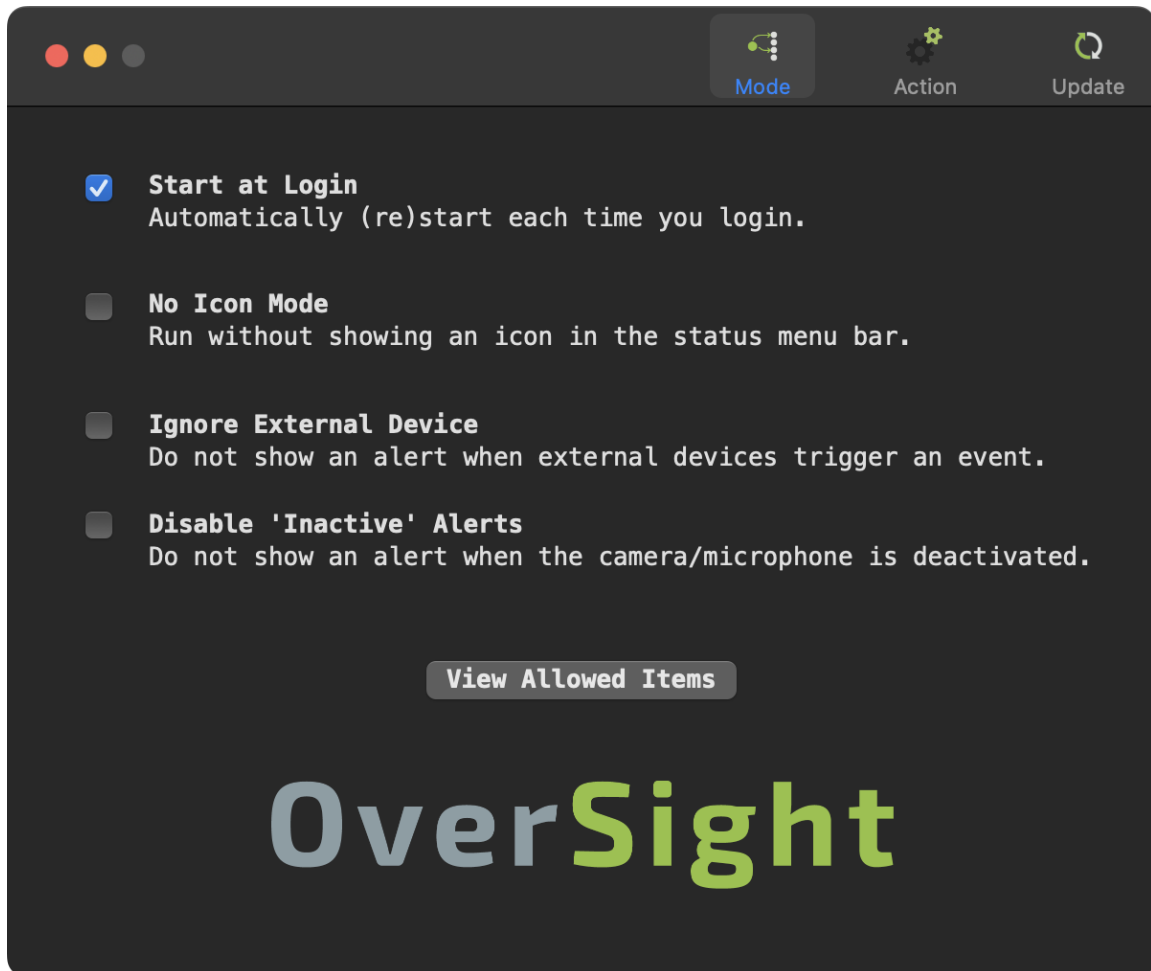 Mode
Action
Update
Start at Login
Automatically (re)start each time you login.
No Icon Mode
Run without showing an icon in the status menu bar.
Ignore External Device
Do not show an alert when external devices trigger an event.
Disable 'Inactive' Alerts
Do not show an alert when the camera/microphone is deactivated.
View Allowed Items
OverSight